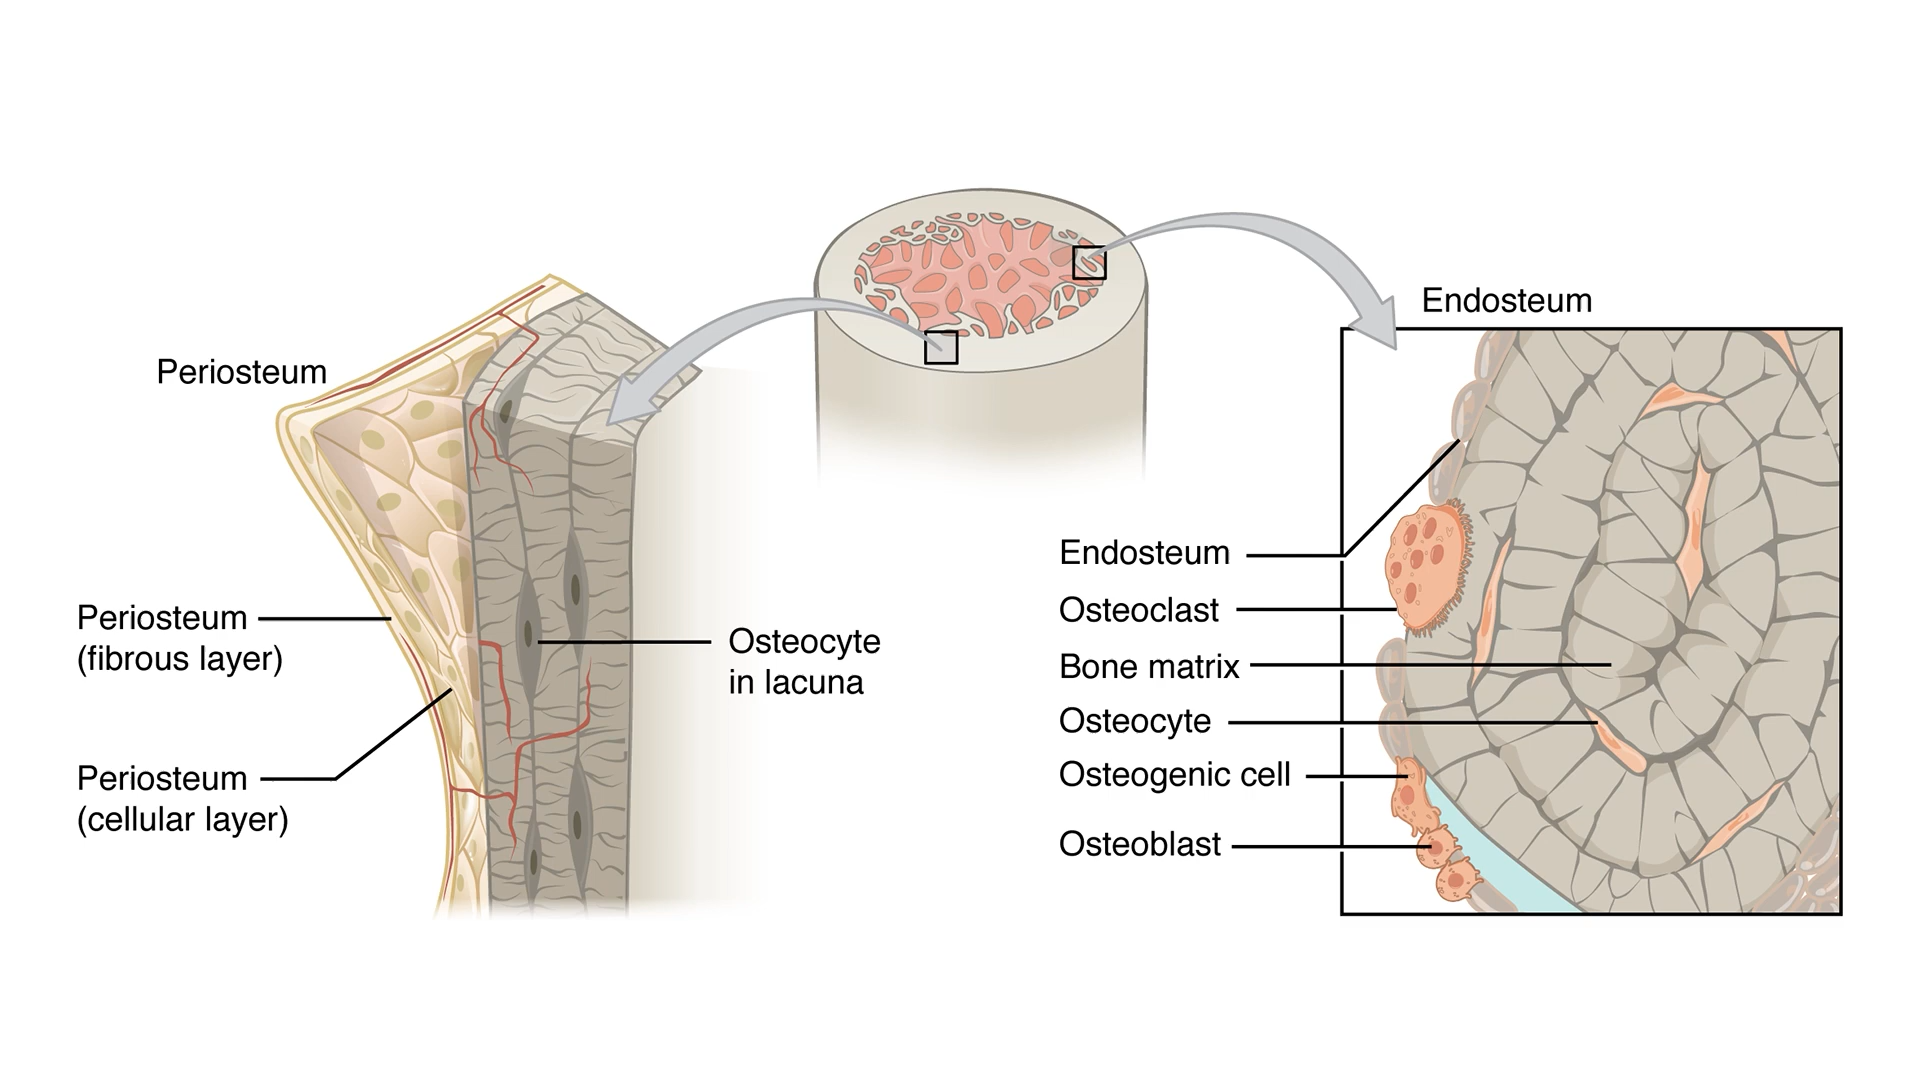 Periosteum
Periosteum
(fibrous layer)
Periosteum
(cellular layer)
Osteocyte
in lacuna
Endosteum
Endosteum
Osteoclast
Bone matrix
Osteocyte
Osteogenic cell
Osteoblast